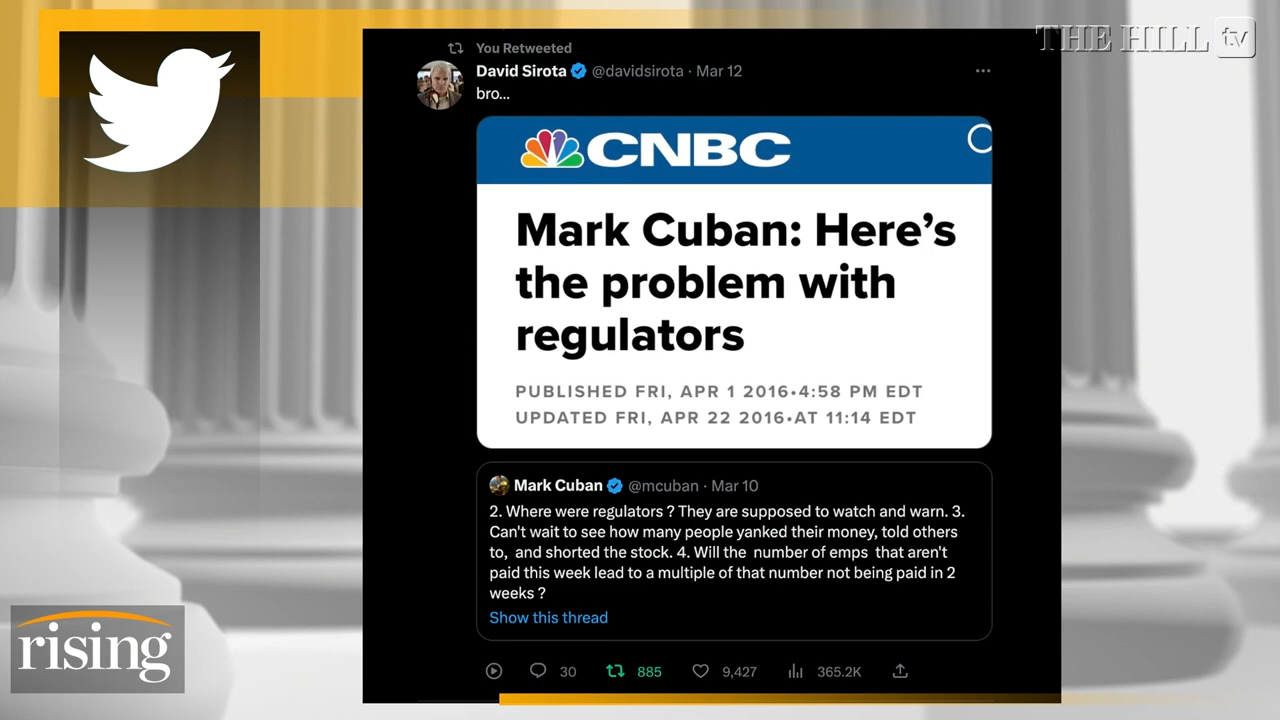 THE HILL tv
You Retweeted
David Sirota @davidsirota · Mar 12
bro...
CNBC
Mark Cuban: Here's
the problem with
regulators
PUBLISHED FRI, APR 1 2016•4:58 PM EDT
UPDATED FRI, APR 22 2016•AT 11:14 EDT
Mark Cuban @mcuban · Mar 10
2. Where were regulators ? They are supposed to watch and warn. 3.
Can't wait to see how many people yanked their money, told others
to, and shorted the stock. 4. Will the number of emps that aren't
paid this week lead to a multiple of that number not being paid in 2
weeks ?
Show this thread
30 885 9,427 365.2K
rising